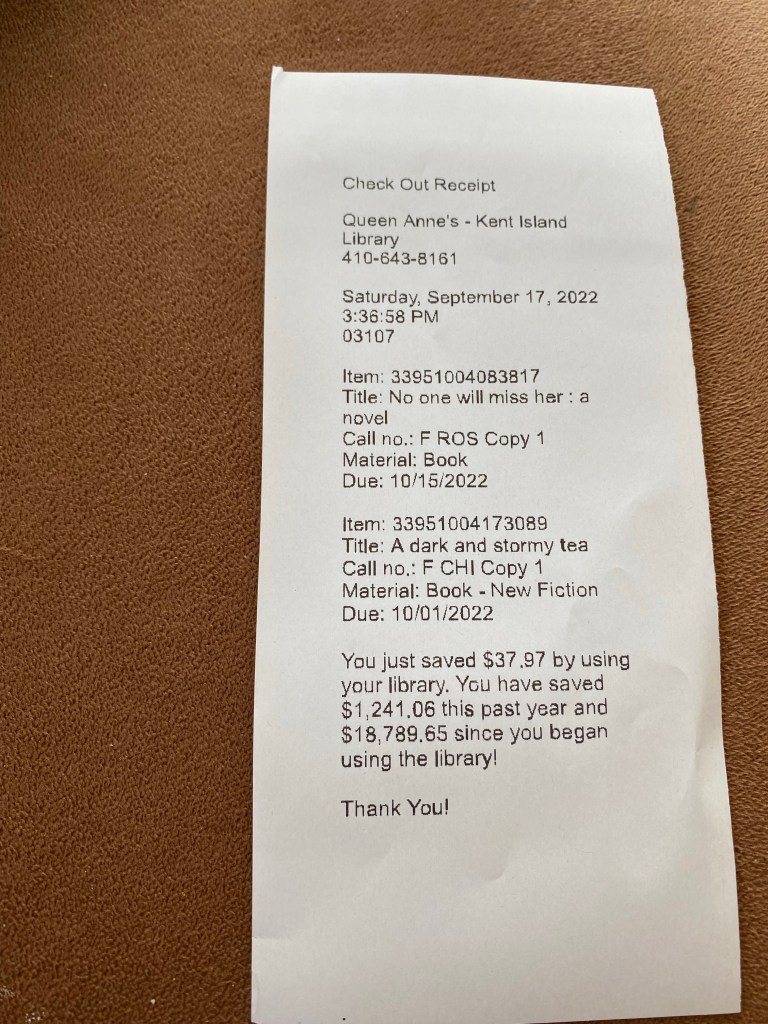 Check Out Receipt
Queen Anne's - Kent Island
Library
410-643-8161
Saturday, September 17, 2022
3:36:58 PM
03107
Item: 33951004083817
Title: No one will miss her : a
novel
Call no.: F ROS Copy 1
Material: Book
Due: 10/15/2022
Item: 33951004173089
Title: A dark and stormy tea
Call no.: F CHI Copy 1
Material: Book - New Fiction
Due: 10/01/2022
You just saved $37.97 by using
your library. You have saved
$1,241.06 this past year and
$18,789.65 since you began
using the library!
Thank You!